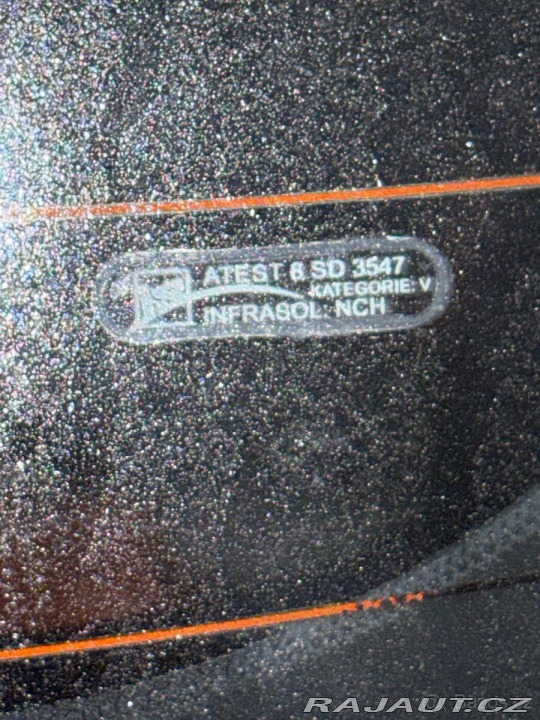 ATEST 8 SD 3547
KATEGORIE: V
INFRASOL: NCH
RAJAUT.CZ